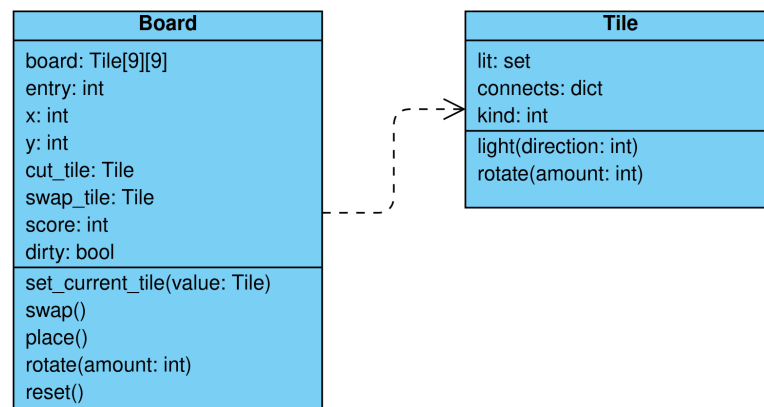 Board
board: Tile[9][9]
entry: int
x: int
y: int
cut_tile: Tile
swap_tile: Tile
score: int
dirty: bool
set_current_tile(value: Tile)
swap()
place()
rotate(amount: int)
reset()
Tile
lit: set
connects: dict
kind: int
light(direction: int)
rotate(amount: int)